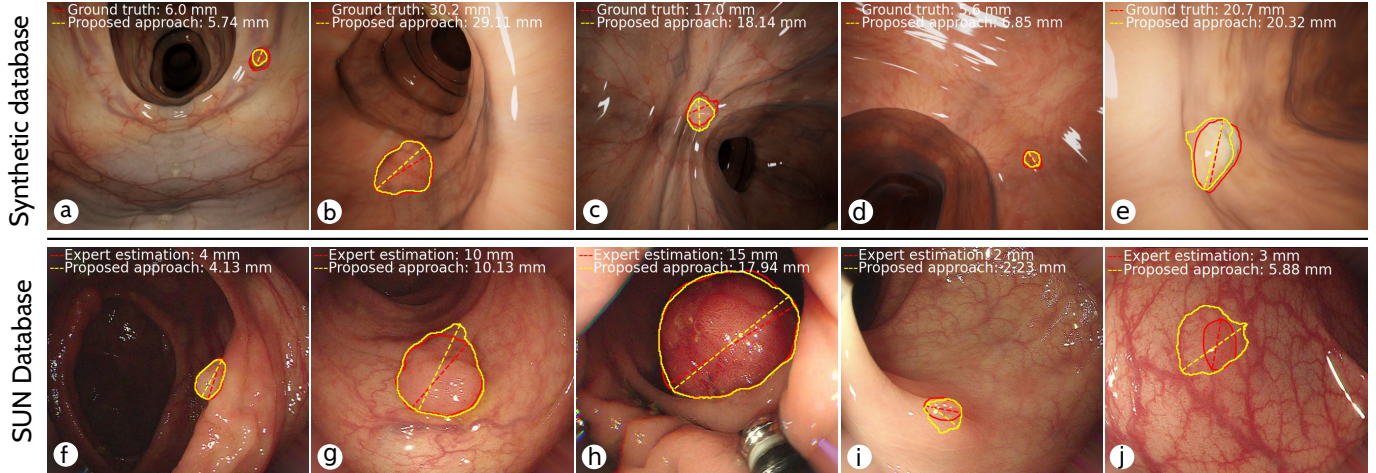 Synthetic database
Ground truth: 6.0 mm
Proposed approach: 5.74 mm
a
Ground truth: 30.2 mm
Proposed approach: 29.11 mm
b
Ground truth: 17.0 mm
Proposed approach: 18.14 mm
c
Ground truth: 5.6 mm
Proposed approach: 6.85 mm
d
Ground truth: 20.7 mm
Proposed approach: 20.32 mm
e
SUN Database
Expert estimation: 4 mm
Proposed approach: 4.13 mm
f
Expert estimation: 10 mm
Proposed approach: 10.13 mm
g
Expert estimation: 15 mm
Proposed approach: 17.94 mm
h
Expert estimation: 2 mm
Proposed approach: 2.23 mm
i
Expert estimation: 3 mm
Proposed approach: 5.88 mm
j